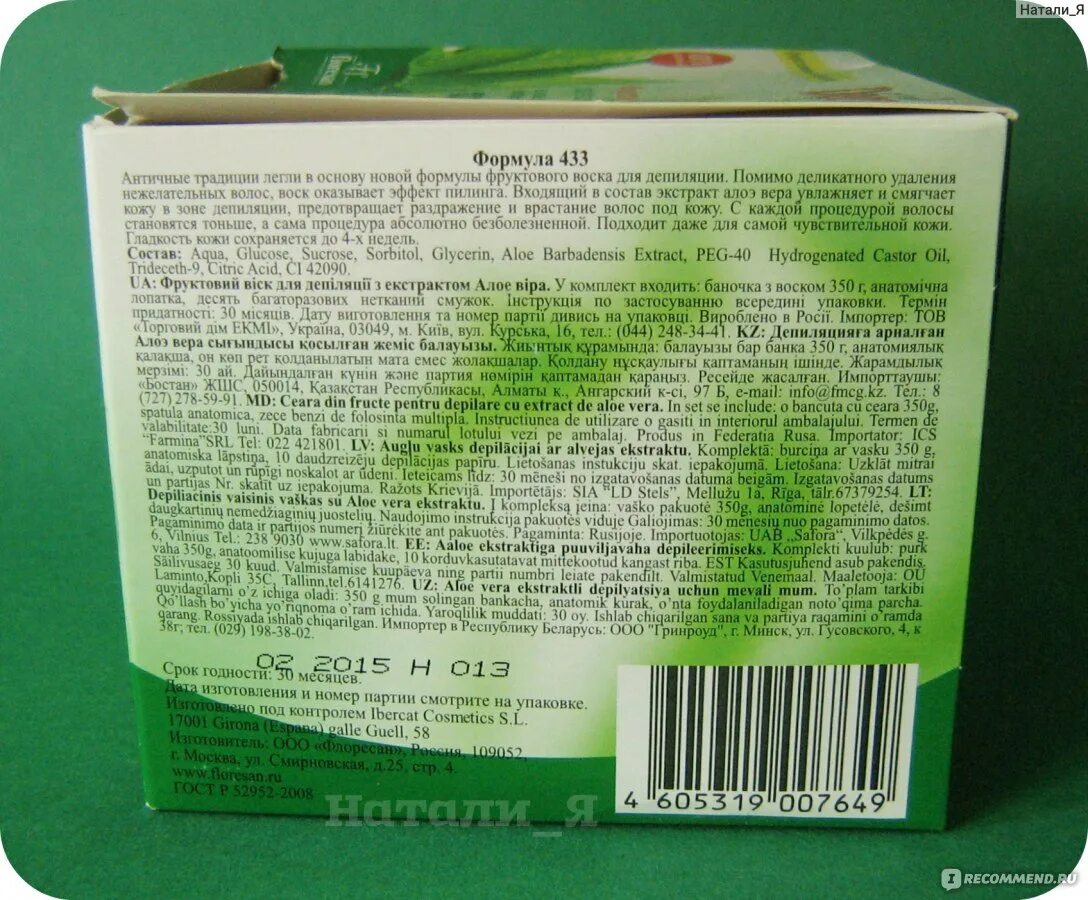 Натали_Я
Формула 433
Античные традиции легли в основу новой формулы фруктового воска для депиляции. Помимо деликатного удаления
нежелательных волос, воск оказывает эффект пилинга. Входящий в состав экстракт алоэ вера увлажняет и смягчает
кожу в зоне депиляции, предотвращает раздражение и врастание волос под кожу. С каждой процедурой волосы
становятся тоньше, а сама процедура абсолютно безболезненной. Подходит даже для самой чувствительной кожи.
Гладкость кожи сохраняется до 4-х недель.
Состав: Aqua, Glucose, Sucrose, Sorbitol, Glycerin, Aloe Barbadensis Extract, PEG-40 Hydrogenated Castor Oil,
Trideceth-9, Citric Acid, CI 42090.
UA: Фруктовий віск для депіляції з екстрактом Алое віра. У комплект входить: баночка з воском 350 г, анатомічна
лопатка, десять багаторазових нетканий смужок. Інструкція по застосуванню всередині упаковки. Термін
придатності: 30 місяців. Дату виготовлення та номер партії дивись на упаковці. Вироблено в Росії. Імпортер: ТОВ
«Торговий дім ЕКМІ», Україна, 03049, м. Київ, вул. Курська, 16, тел.: (044) 248-34-41. KZ: Депиляцияға арналған
Алоэ вера сығындысы қосылған жеміс балауызы. Жиынтық құрамында: балауызы бар банка 350 г, анатомиялық
қалақша, он көп рет қолданылатын мата емес жолақшалар. Қолдану нұсқаулығы қаптаманың ішінде. Жарамдылық
мерзімі: 30 ай. Дайындалған күнін және партия нөмірін қаптамадан қараңыз. Ресейде жасалған. Импорттаушы:
«Бостан» ЖШС, 050014, Қазақстан Республикасы, Алматы қ., Ангарский к-сі, 97 Б, e-mail: info@fmcg.kz. Тел.: 8
(727) 278-59-91. MD: Ceara din fructe pentru depilare cu extract de aloe vera. In set se include: o bancuta cu ceara 350g,
spatula anatomica, zece benzi de folosinta multipla. Instructiunea de utilizare o gasiti in interiorul ambalajului. Termen de
valabilitate:30 luni. Data fabricarii si numarul lotului vezi pe ambalaj. Produs in Federatia Rusa. Importator: ICS
"Farmina"SRL Tel: 022 421801. LV: Augļu vasks depilācijai ar alvejas ekstraktu. Komplektā: burciņa ar vasku 350 g,
anatomiska lāpstiņa, 10 daudzreizēju depilācijas papīru. Lietošanas instukciju skat. iepakojumā. Lietošana: Uzklāt mitrai
ādai, uzputot un rūpīgi noskalot ar ūdeni. Ieteicams līdz: 30 mēneši no izgatavošanas datuma beigām. Izgatavošanas datums
un partijas Nr. skatīt uz iepakojuma. Ražots Krievijā. Importētājs: SIA "LD Stels", Mellužu 1a, Rīga, tālr.67379254. LT:
Depiliacinis vaisinis vaškas su Aloe vera ekstraktu. Į kompleksą įeina: vaško pakuotė 350g, anatominė lopetėlė, dešimt
daugkartinių nemedžiaginių juostelių. Naudojimo instrukcija pakuotės viduje Galiojimas: 30 mėnesių nuo pagaminimo datos.
Pagaminimo data ir partijos numerį žiūrėkite ant pakuotės. Pagaminta: Rusijoje. Importuotojas: UAB „Safora", Vilkpėdės g.
6, Vilnius Tel.: 238 9030 www.safora.lt. EE: Aaloe ekstraktiga puuviljavaha depileerimiseks. Komplekti kuulub: purk
vaha 350g, anatoomilise kujuga labidake, 10 korduvkasutatavat mittekootud kangast riba. EST Kasutusjuhend asub pakendis.
Säilivusaeg 30 kuud. Valmistamise kuupäeva ning partii numbri leiate pakendilt. Valmistatud Venemaal. Maaletooja: OÜ
Laminto,Kopli 35C, Tallinn,tel.6141276. UZ: Aloe vera ekstraktli depilyatsiya uchun mevali mum. To'plam tarkibi
quyidagilarni o'z ichiga oladi: 350 g mum solingan bankacha, anatomik kurak, o'nta foydalaniladigan noto'qima parcha.
Qo'llash bo'yicha yo'riqnoma o'ram ichida. Yaroqlilik muddati: 30 oy. Ishlab chiqarilgan sana va partiya raqamini o'ramda
qarang. Rossiyada ishlab chiqarilgan. Импортер в Республику Беларусь: ООО "Гринроуд", г. Минск, ул. Гусовского, 4, к
38г; тел. (029) 198-38-02.
02 2015 Н 013
Срок годности: 30 месяцев.
Дата изготовления и номер партии смотрите на упаковке.
Изготовлено под контролем Ibercat Cosmetics S.L.
17001 Girona (Espana) galle Guell, 58
Изготовитель: ООО «Флоресан», Россия, 109052,
г. Москва, ул. Смирновская, д.25, стр. 4.
www.floresan.ru
ГОСТ Р 52952-2008
4 605319 007649
Натали_Я
IRECOMMEND.RU